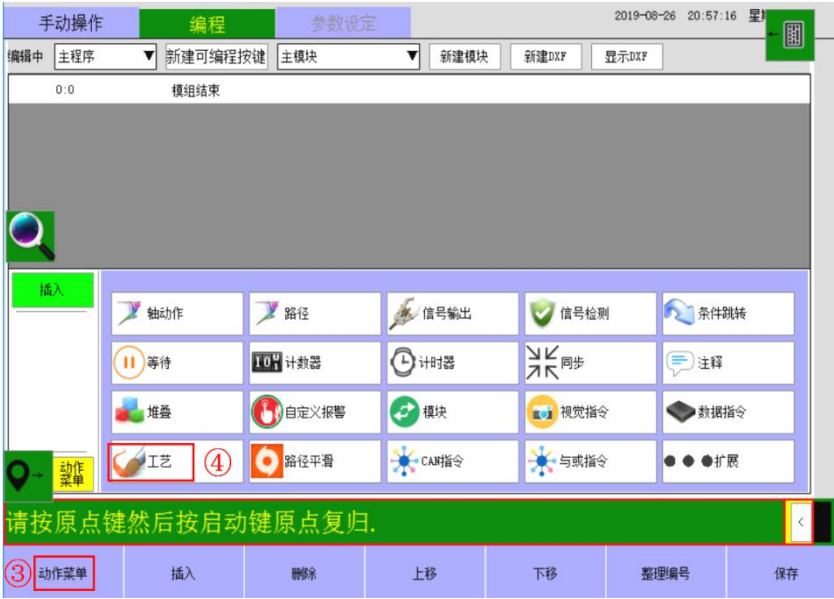 手动操作 编程 参数设定 2019-08-26 20:57:16
编辑中 主程序 新建可编程按键 主模块 新建模块 新建DXF 显示DXF
0:0 模组结束
插入
轴动作 路径 信号输出 信号检测 条件跳转
等待 计数器 计时器 同步 注释
堆叠 自定义报警 模块 视觉指令 数据指令
工艺 ④ 路径平滑 CAN指令 与或指令 扩展
动作
菜单
请按原点键然后按启动键原点复归.
<
③ 动作菜单 插入 删除 上移 下移 整理编号 保存